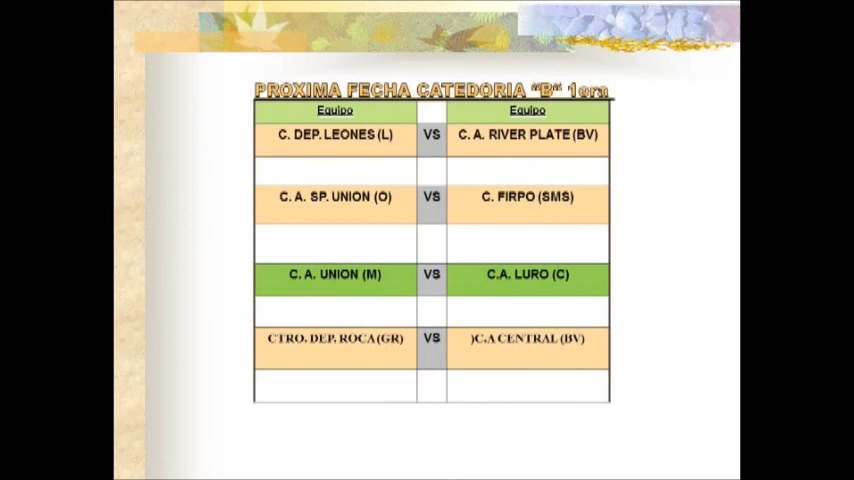 PROXIMA FECHA CATEDORIA “B“ 1era
Equipo Equipo
C. DEP. LEONES (L) VS C. A. RIVER PLATE (BV)
C. A. SP. UNION (O) VS C. FIRPO (SMS)
C. A. UNION (M) VS C.A. LURO (C)
CTRO. DEP. ROCA (GR) VS )C.A CENTRAL (BV)